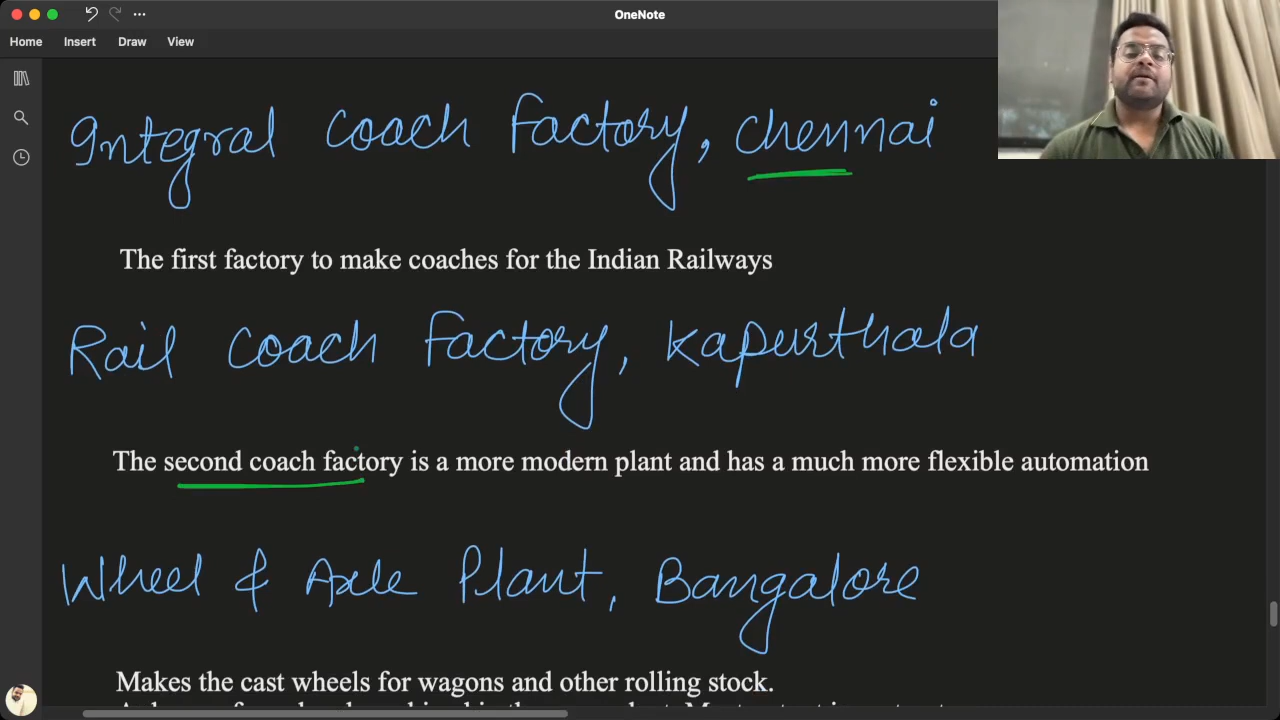 OneNote
Home Insert Draw View
Integral Coach Factory, Chennai
The first factory to make coaches for the Indian Railways
Rail Coach Factory, Kapurthala
The second coach factory is a more modern plant and has a much more flexible automation
Wheel & Axle Plant, Bangalore
Makes the cast wheels for wagons and other rolling stock.